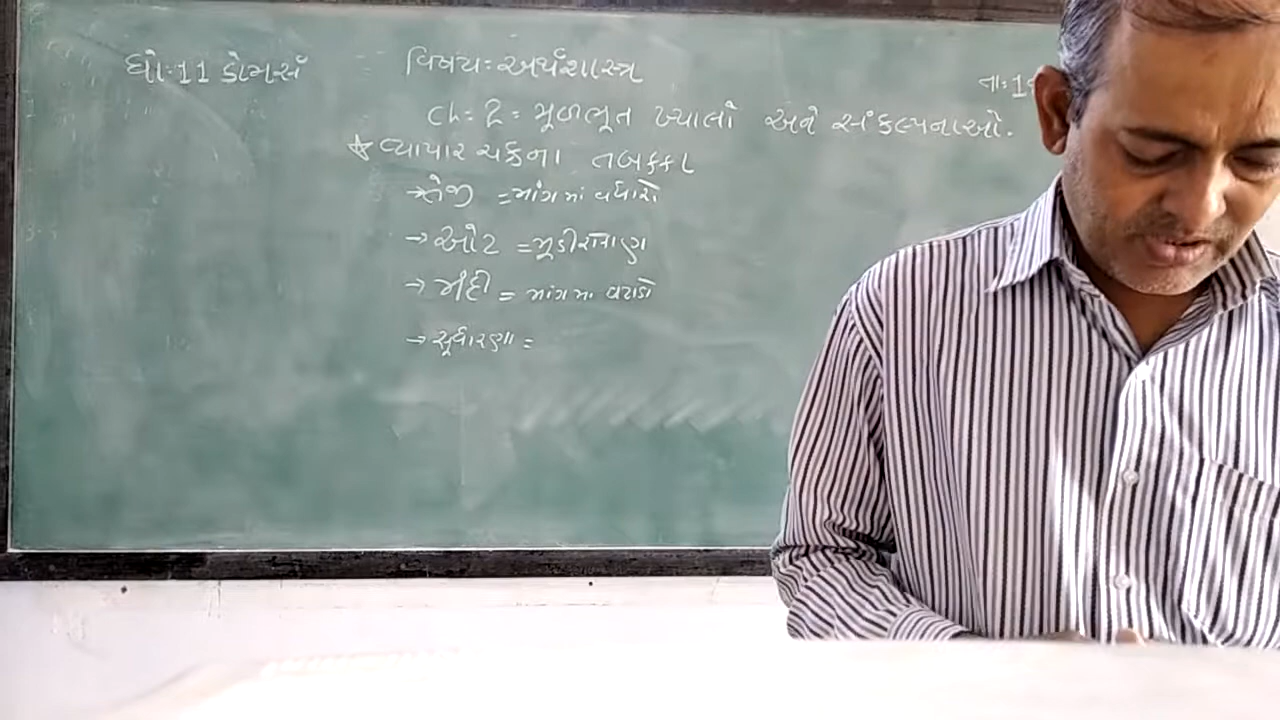 ધો:11 કોમર્સ વિષય:અર્થશાસ્ત્ર તા:1
ch: 2: મૂળભૂત ખ્યાલો અને સંકલ્પનાઓ.
★વ્યાપાર ચક્રના તબક્કા
→તેજી =માંગમાં વધારો
→ઓટ =મૂડીરોકાણ
→મંદી = માંગમાં ઘટાડો
→સૂધારણા =